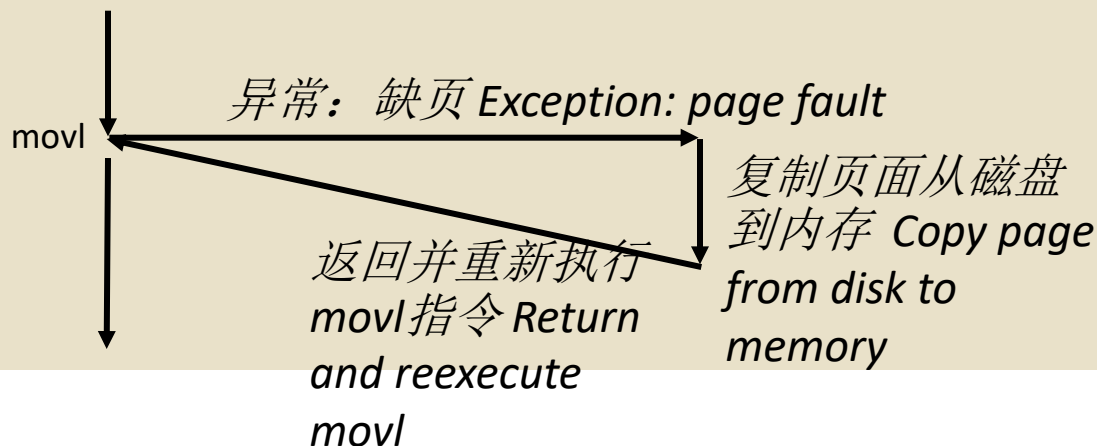 异常：缺页 Exception: page fault
movl
复制页面从磁盘
到内存 Copy page
from disk to
memory
返回并重新执行
movl指令 Return
and reexecute
movl